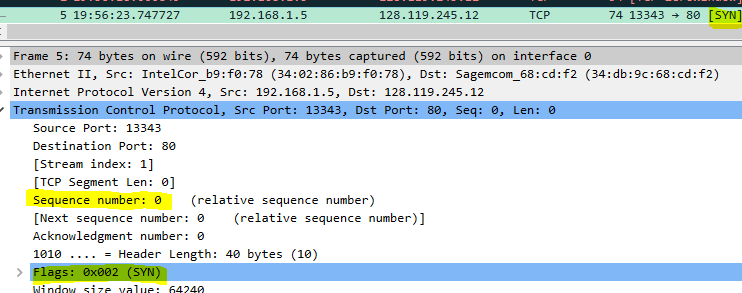 5 19:56:23.747727 192.168.1.5 128.119.245.12 TCP 74 13343 → 80 [SYN]
Frame 5: 74 bytes on wire (592 bits), 74 bytes captured (592 bits) on interface 0
Ethernet II, Src: IntelCor_b9:f0:78 (34:02:86:b9:f0:78), Dst: Sagemcom_68:cd:f2 (34:db:9c:68:cd:f2)
Internet Protocol Version 4, Src: 192.168.1.5, Dst: 128.119.245.12
Transmission Control Protocol, Src Port: 13343, Dst Port: 80, Seq: 0, Len: 0
Source Port: 13343
Destination Port: 80
[Stream index: 1]
[TCP Segment Len: 0]
Sequence number: 0 (relative sequence number)
[Next sequence number: 0 (relative sequence number)]
Acknowledgment number: 0
1010 .... = Header Length: 40 bytes (10)
Flags: 0x002 (SYN)
Window size value: 64240